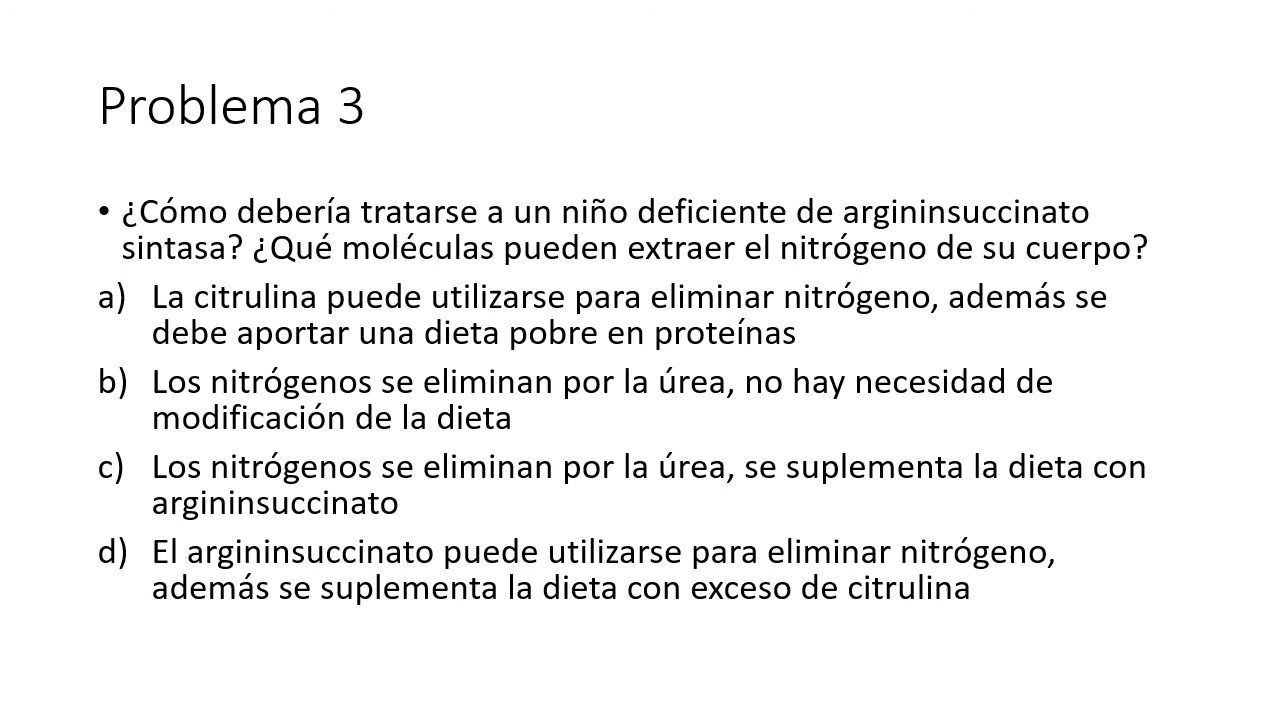 Problema 3
• ¿Cómo debería tratarse a un niño deficiente de argininsuccinato
sintasa? ¿Qué moléculas pueden extraer el nitrógeno de su cuerpo?
a) La citrulina puede utilizarse para eliminar nitrógeno, además se
debe aportar una dieta pobre en proteínas
b) Los nitrógenos se eliminan por la úrea, no hay necesidad de
modificación de la dieta
c) Los nitrógenos se eliminan por la úrea, se suplementa la dieta con
argininsuccinato
d) El argininsuccinato puede utilizarse para eliminar nitrógeno,
además se suplementa la dieta con exceso de citrulina